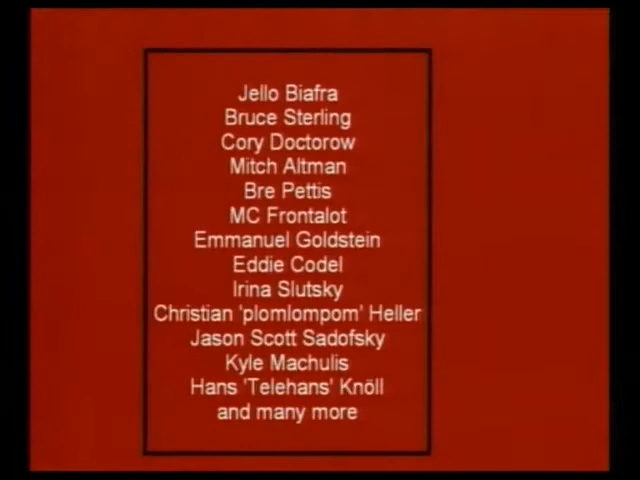 Jello Biafra
Bruce Sterling
Cory Doctorow
Mitch Altman
Bre Pettis
MC Frontalot
Emmanuel Goldstein
Eddie Codel
Irina Slutsky
Christian 'plomlompom' Heller
Jason Scott Sadofsky
Kyle Machulis
Hans 'Telehans' Knöll
and many more